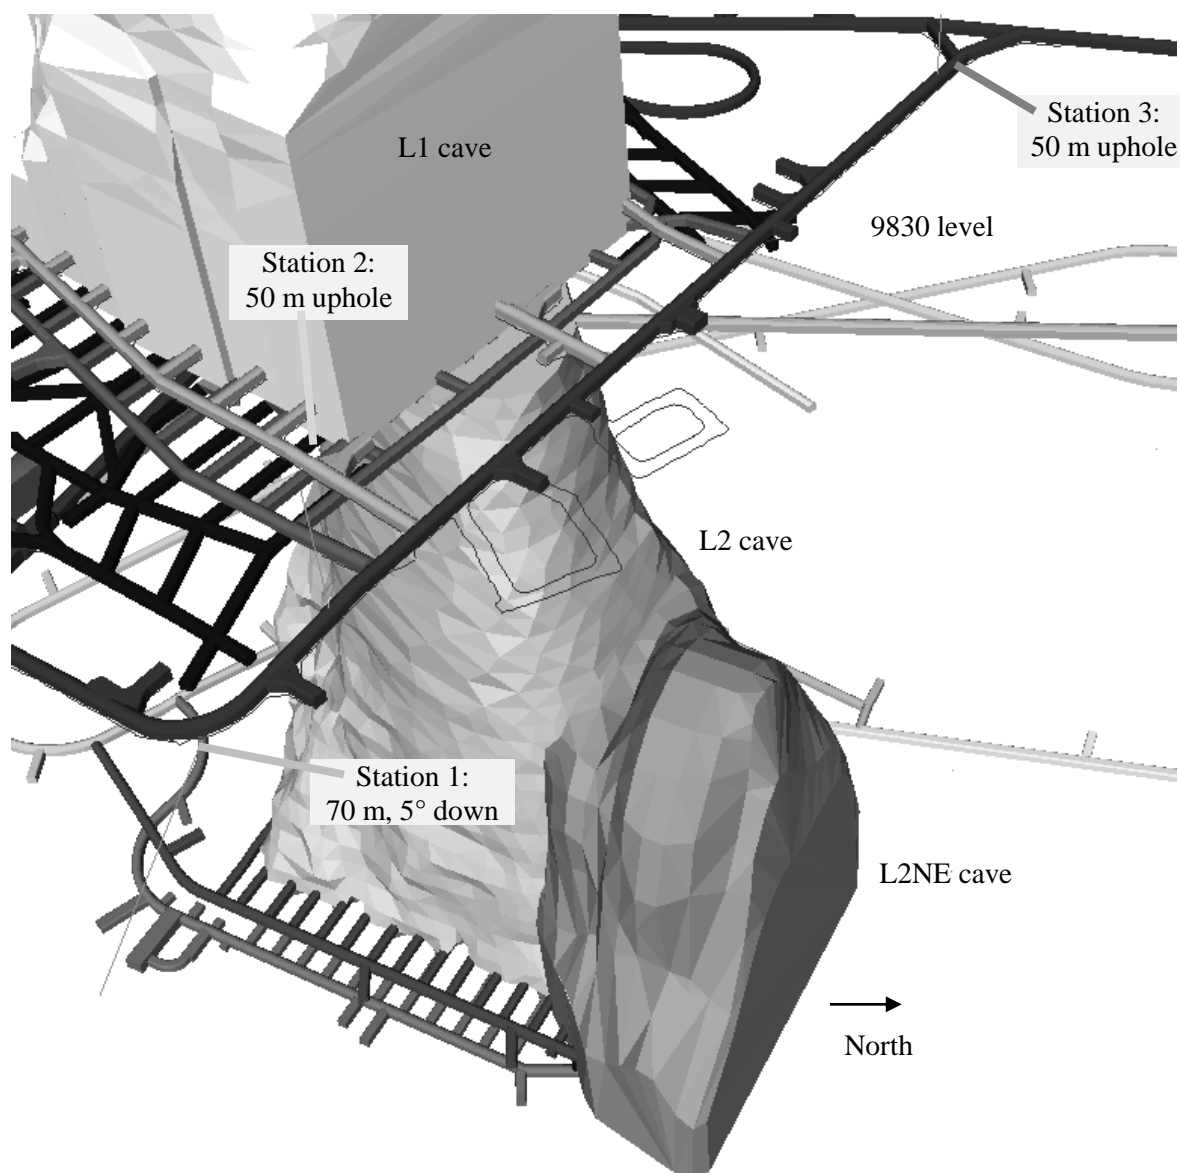 Station 3:
50 m uphole
L1 cave
9830 level
Station 2:
50 m uphole
L2 cave
Station 1:
70 m, 5° down
L2NE cave
North